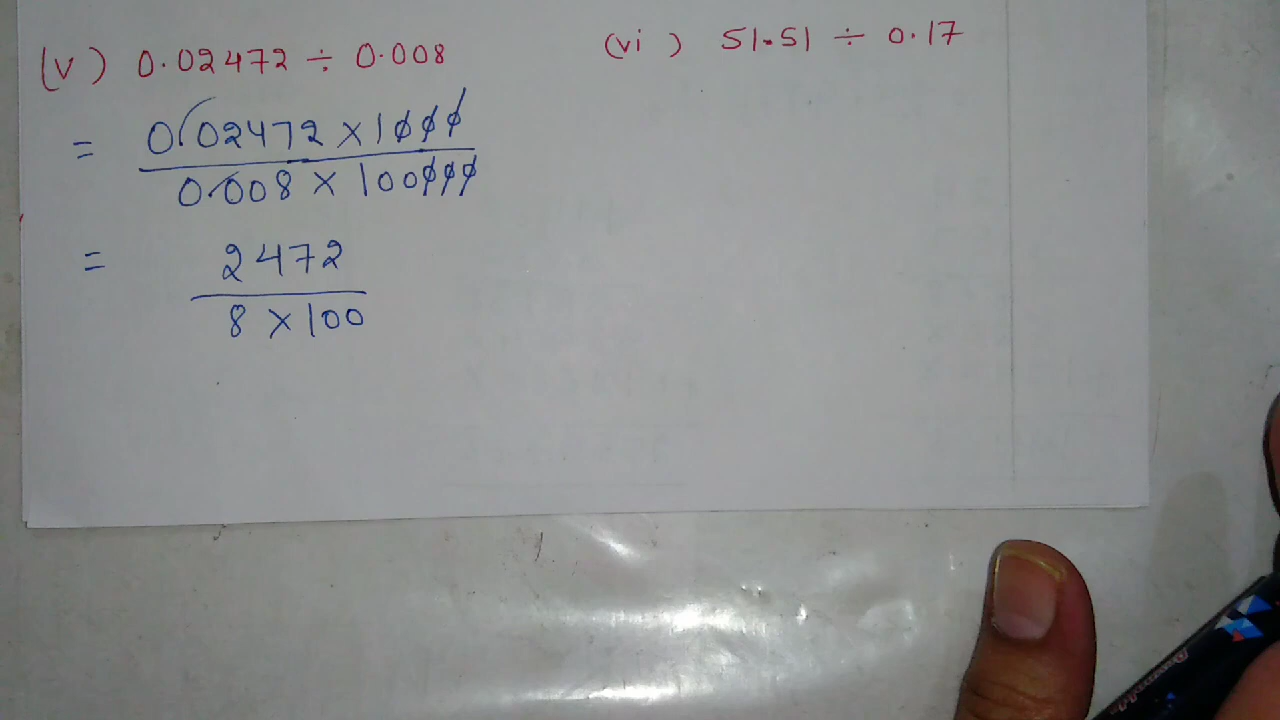 (v) 0.02472 ÷ 0.008
= 0.02472 × 1000
0.008 × 100000
= 2472
8 × 100
(vi) 51.51 ÷ 0.17